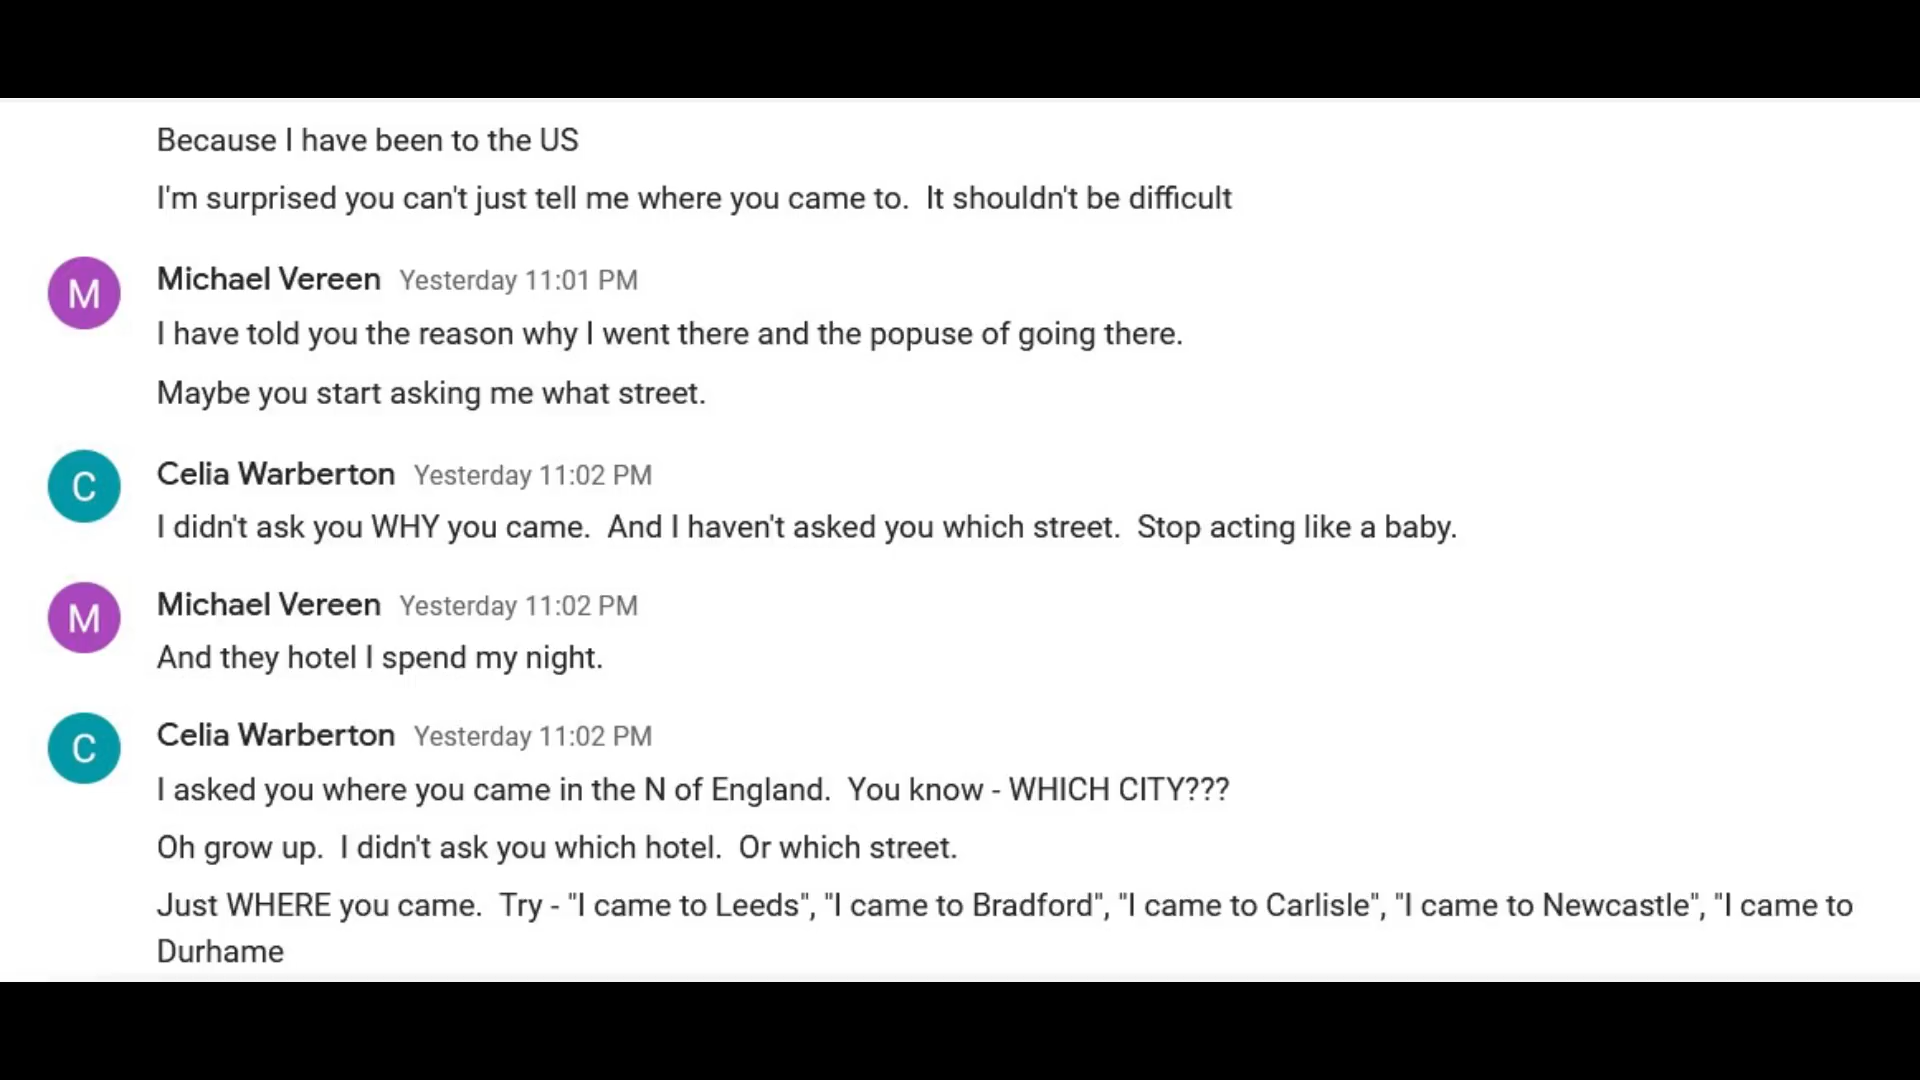 Because I have been to the US
I'm surprised you can't just tell me where you came to.  It shouldn't be difficult
M
Michael Vereen Yesterday 11:01 PM
I have told you the reason why I went there and the popuse of going there.
Maybe you start asking me what street.
C
Celia Warberton Yesterday 11:02 PM
I didn't ask you WHY you came.  And I haven't asked you which street.  Stop acting like a baby.
M
Michael Vereen Yesterday 11:02 PM
And they hotel I spend my night.
C
Celia Warberton Yesterday 11:02 PM
I asked you where you came in the N of England.  You know - WHICH CITY???
Oh grow up.  I didn't ask you which hotel.  Or which street.
Just WHERE you came.  Try - "I came to Leeds", "I came to Bradford", "I came to Carlisle", "I came to Newcastle", "I came to
Durhame